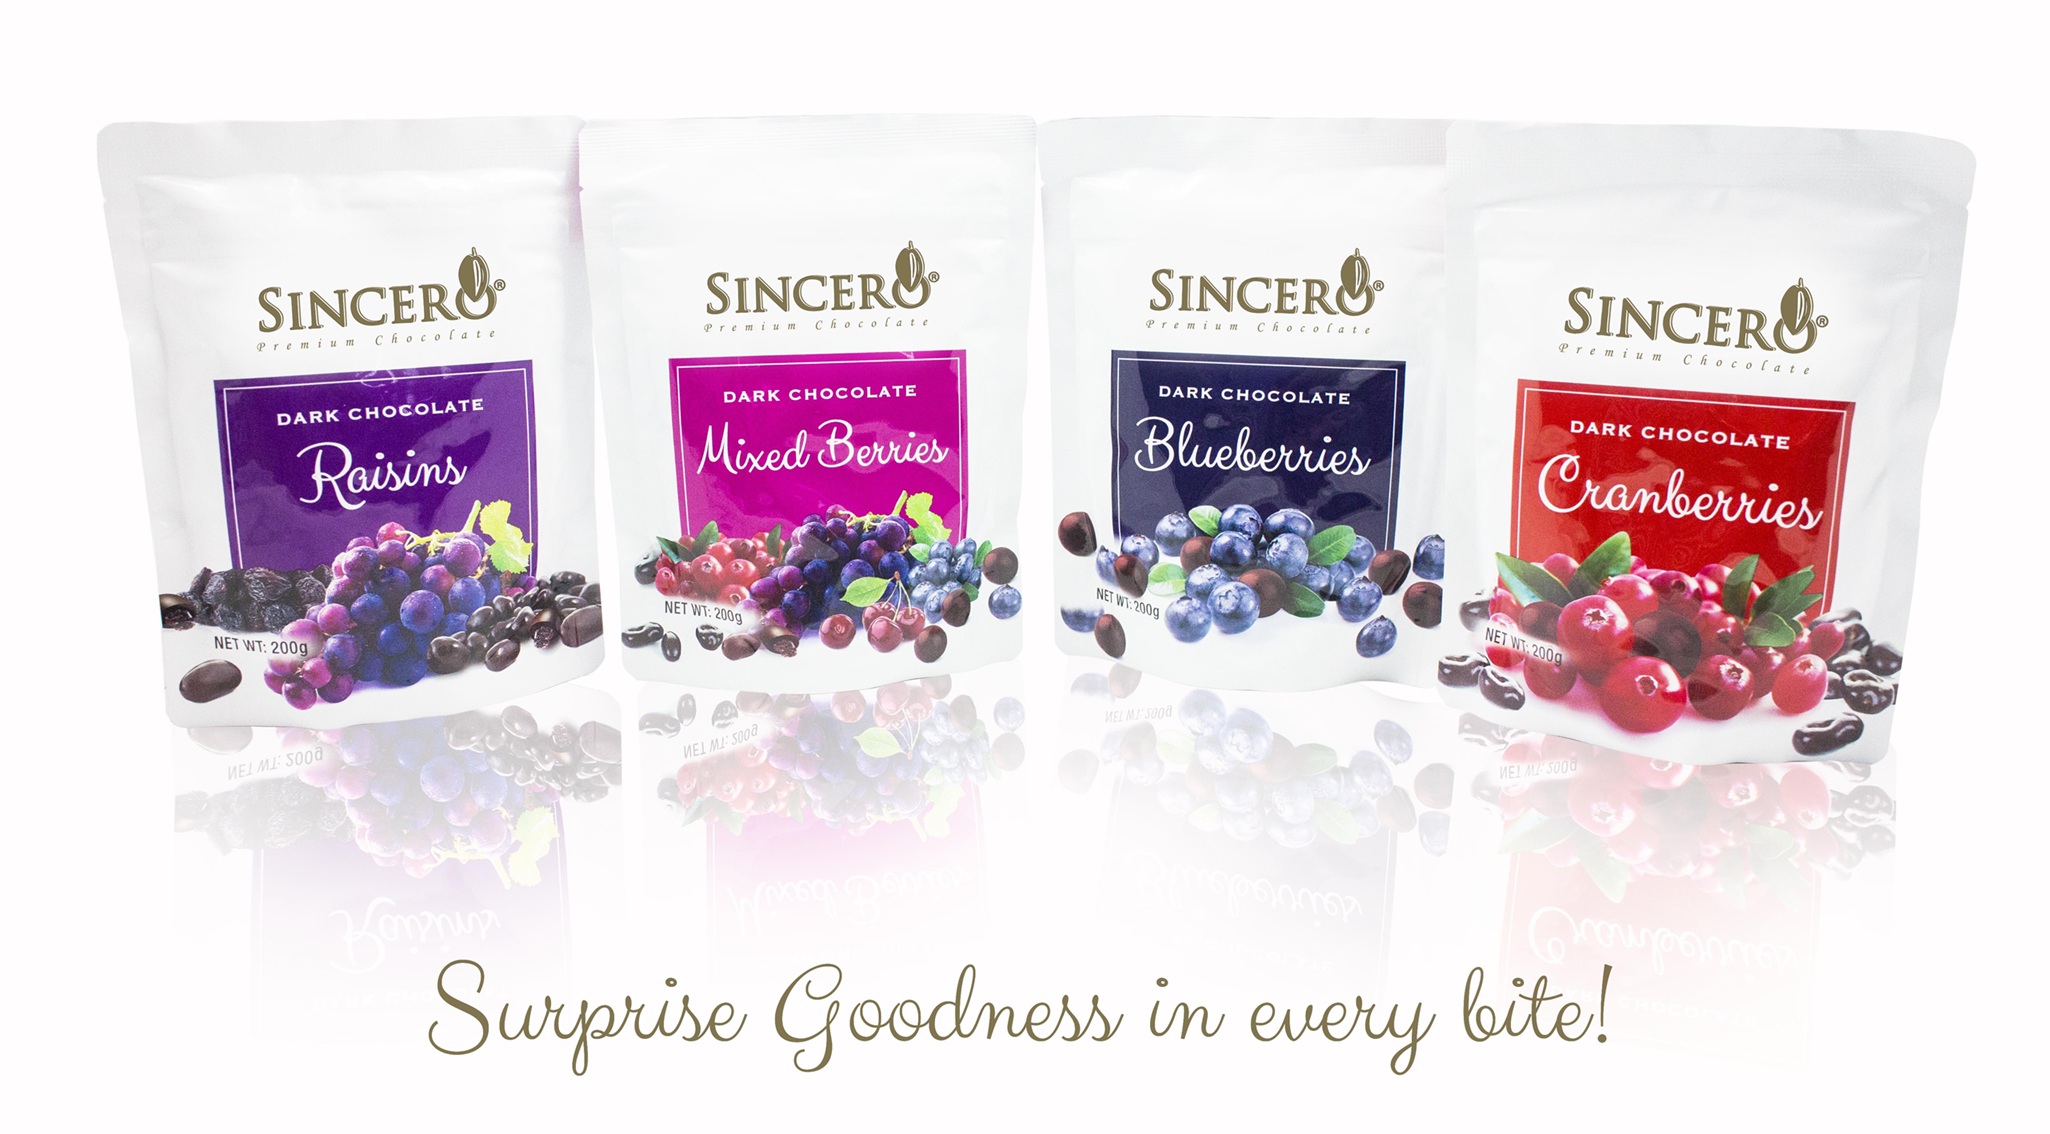 SINCERO®
Premium Chocolate
DARK CHOCOLATE
Raisins
NET WT: 200g
SINCERO®
Premium Chocolate
DARK CHOCOLATE
Mixed Berries
NET WT: 200g
SINCERO®
Premium Chocolate
DARK CHOCOLATE
Blueberries
NET WT: 200g
SINCERO®
Premium Chocolate
DARK CHOCOLATE
Cranberries
NET WT: 200g
Surprise Goodness in every bite!